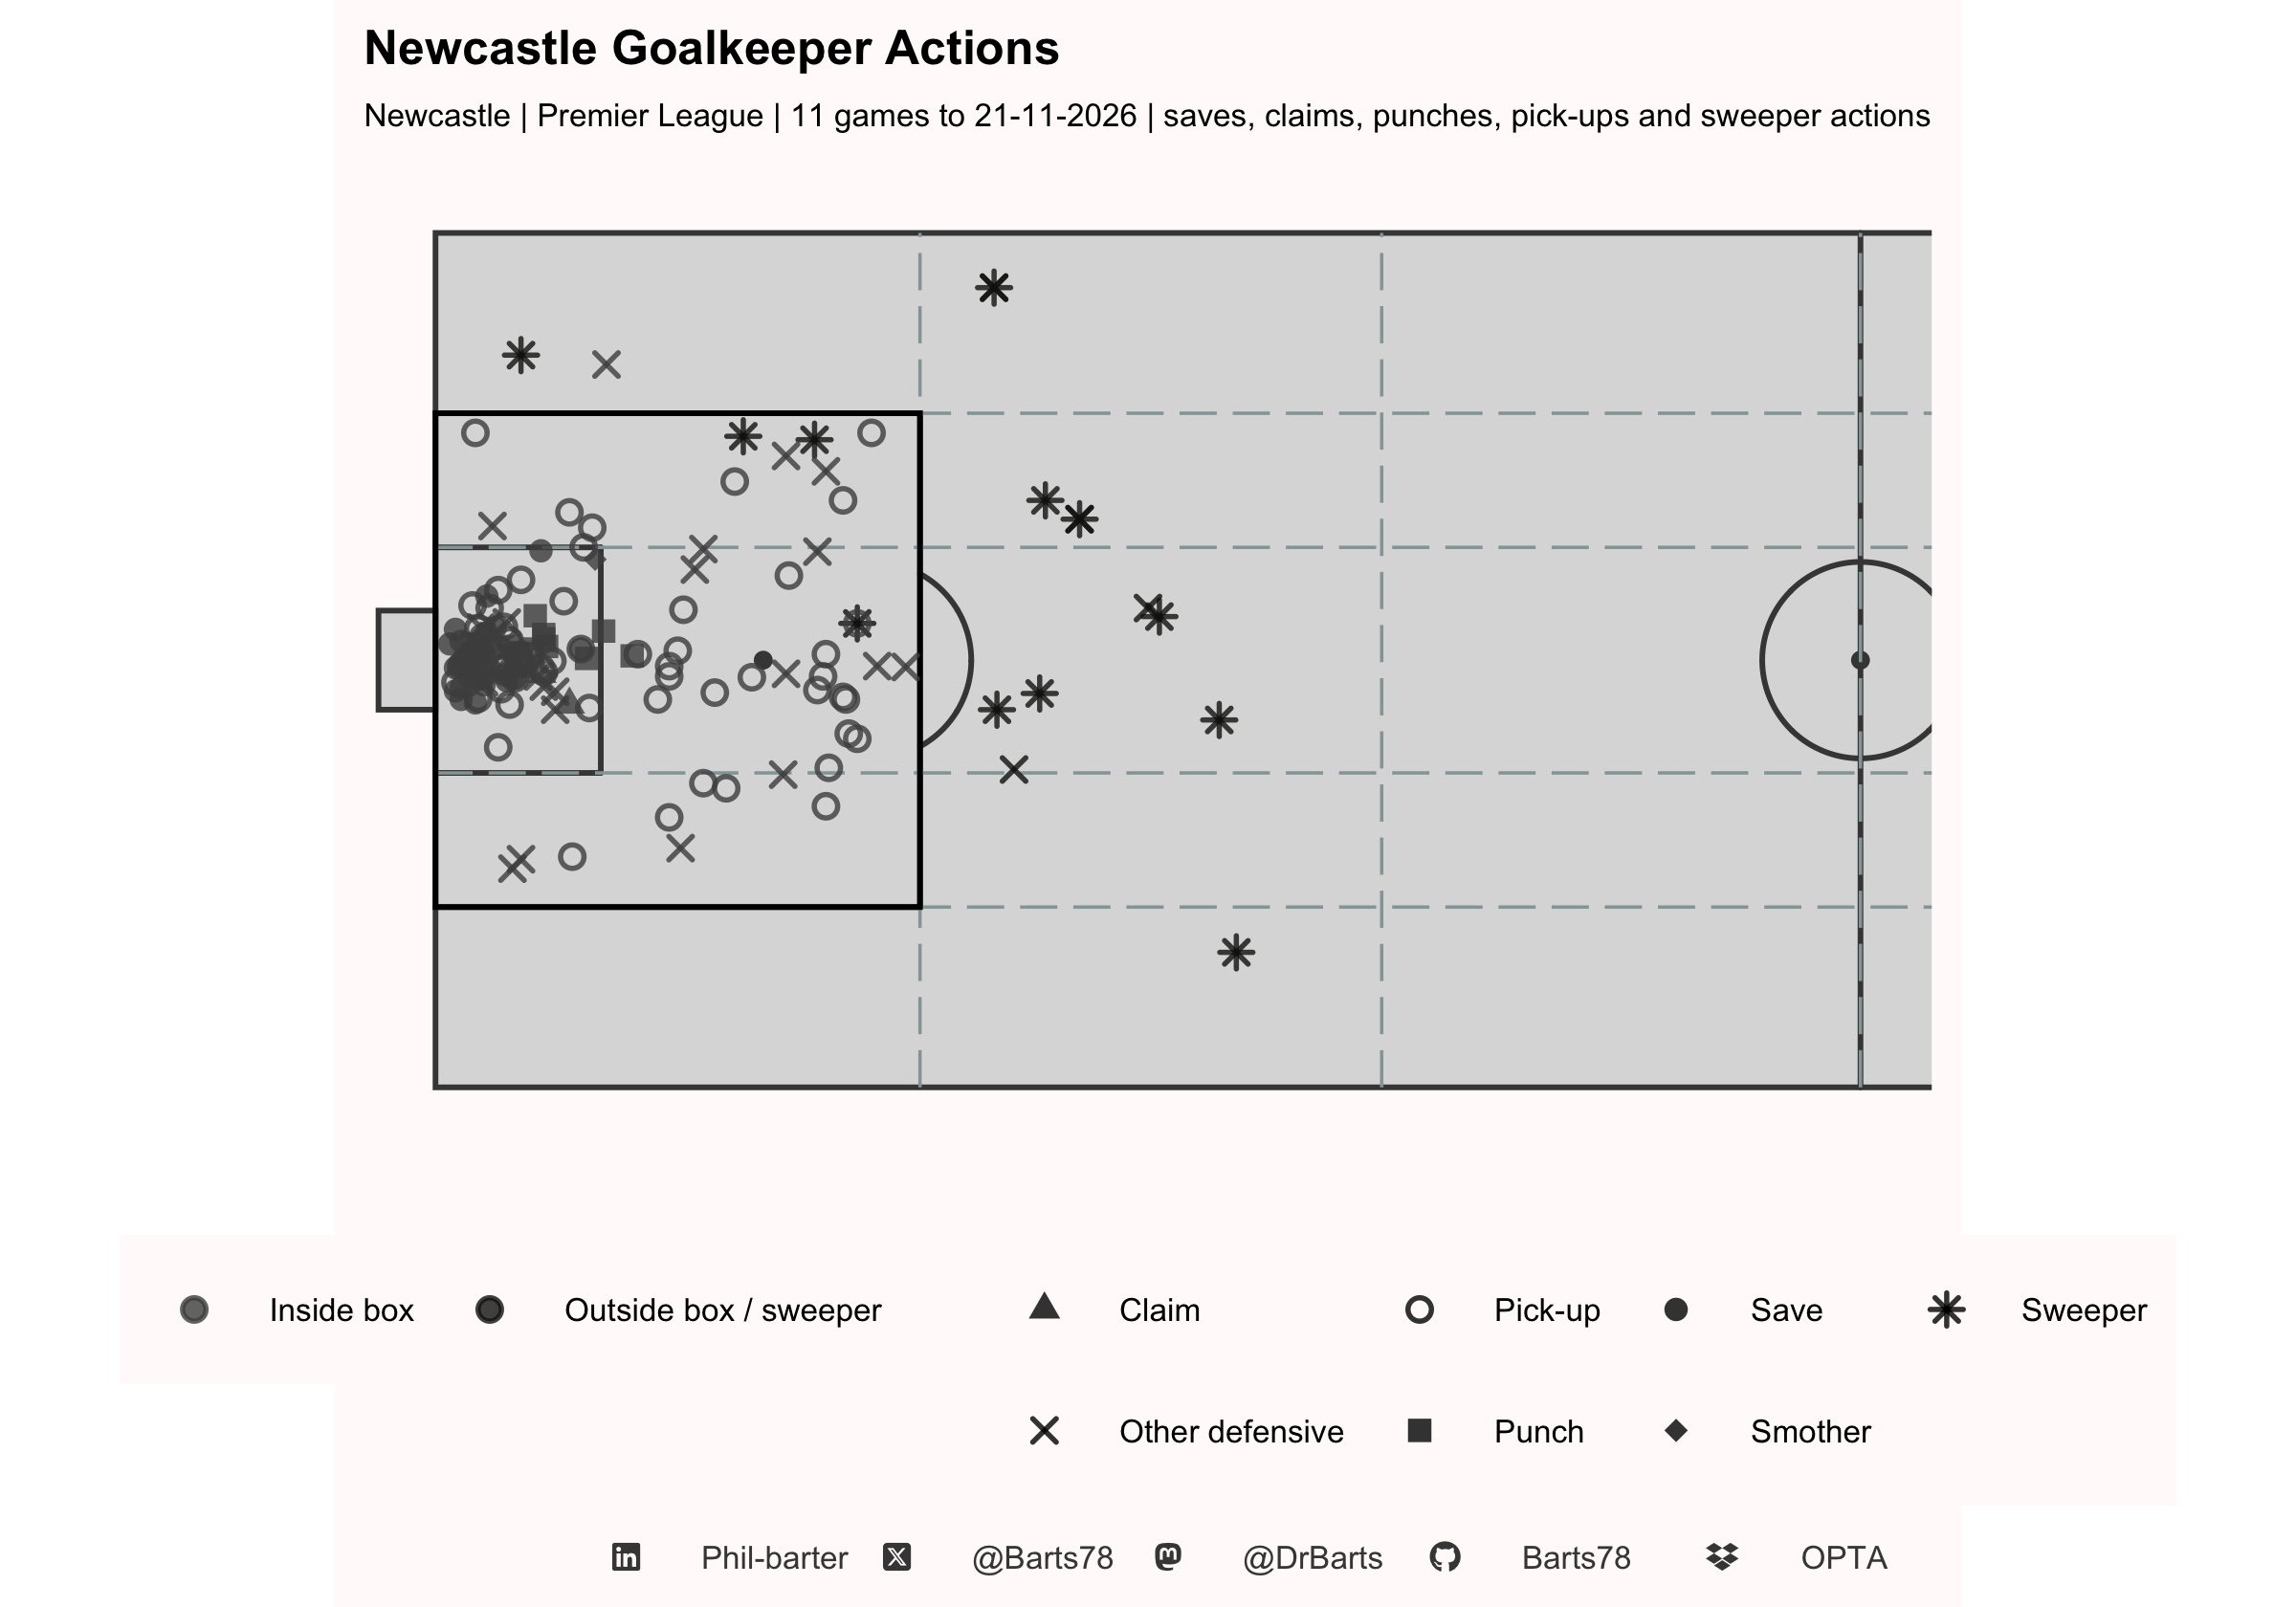 Newcastle Goalkeeper Actions
Newcastle | Premier League | 11 games to 21-11-2026 | saves, claims, punches, pick-ups and sweeper actions
Inside box Outside box / sweeper Claim Pick-up Save Sweeper
Other defensive Punch Smother
Phil-barter @Barts78 @DrBarts Barts78 OPTA